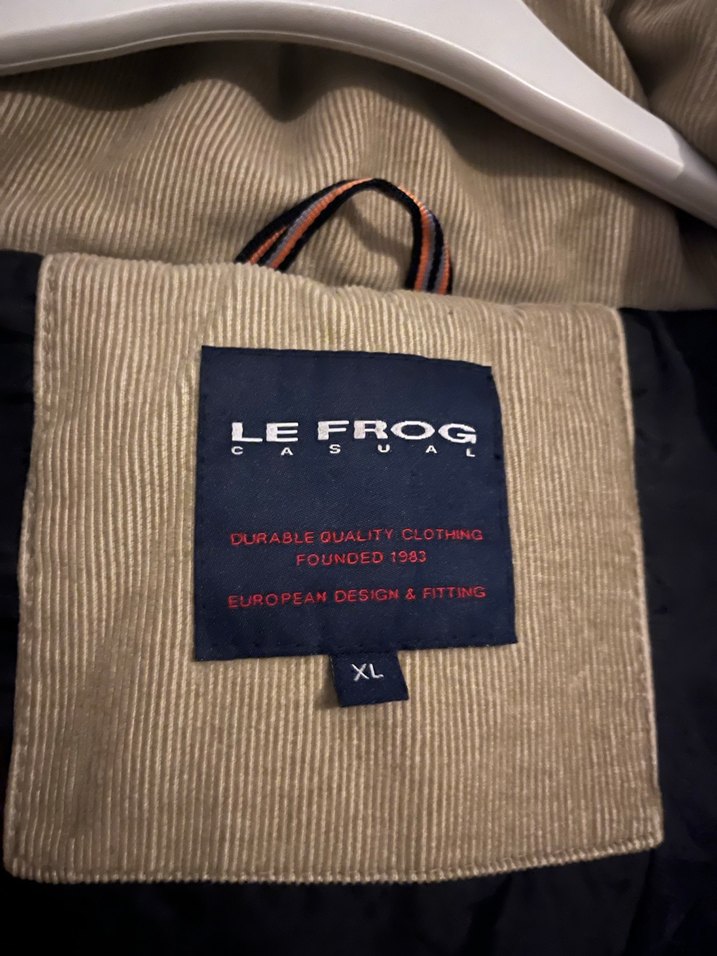 LE FROG
CASUAL
DURABLE QUALITY CLOTHING
FOUNDED 1983
EUROPEAN DESIGN & FITTING
XL